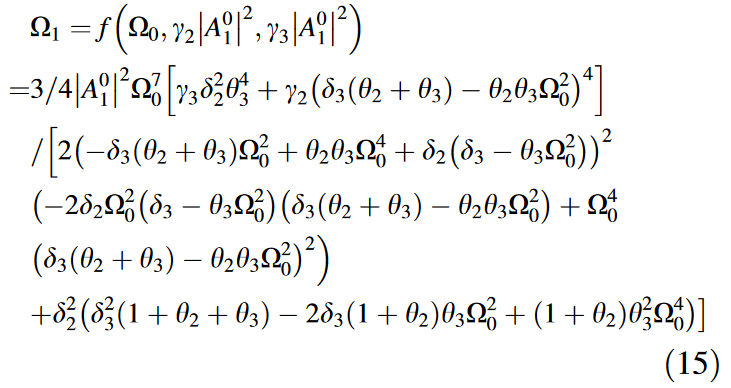 Ω₁ = f(Ω₀, γ₂|A₁⁰|², γ₃|A₁⁰|²)
=3/4|A₁⁰|²Ω₀⁷[γ₃δ₂²θ₃⁴ + γ₂(δ₃(θ₂ + θ₃) − θ₂θ₃Ω₀²)⁴]
/[2(−δ₃(θ₂ + θ₃)Ω₀² + θ₂θ₃Ω₀⁴ + δ₂(δ₃ − θ₃Ω₀²))²
(−2δ₂Ω₀²(δ₃ − θ₃Ω₀²)(δ₃(θ₂ + θ₃) − θ₂θ₃Ω₀²) + Ω₀⁴
(δ₃(θ₂ + θ₃) − θ₂θ₃Ω₀²)²)
+δ₂²(δ₃²(1 + θ₂ + θ₃) − 2δ₃(1 + θ₂)θ₃Ω₀² + (1 + θ₂)θ₃²Ω₀⁴)]
(15)